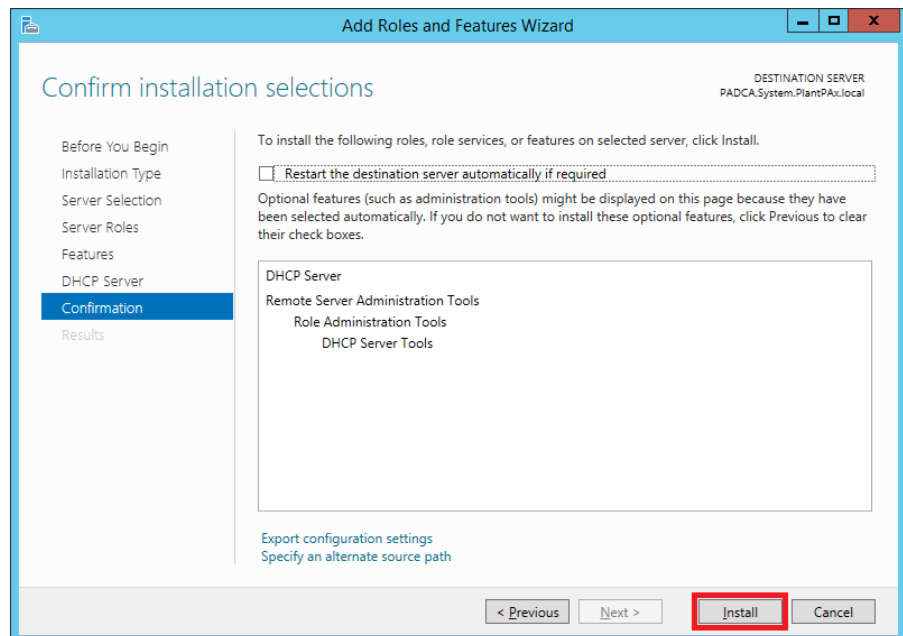 Add Roles and Features Wizard
Confirm installation selections
DESTINATION SERVER
PADCA.System.PlantPAx.local
Before You Begin
Installation Type
Server Selection
Server Roles
Features
DHCP Server
Confirmation
Results
To install the following roles, role services, or features on selected server, click Install.
Restart the destination server automatically if required
Optional features (such as administration tools) might be displayed on this page because they have
been selected automatically. If you do not want to install these optional features, click Previous to clear
their check boxes.
DHCP Server
Remote Server Administration Tools
Role Administration Tools
DHCP Server Tools
Export configuration settings
Specify an alternate source path
< Previous
Next >
Install
Cancel